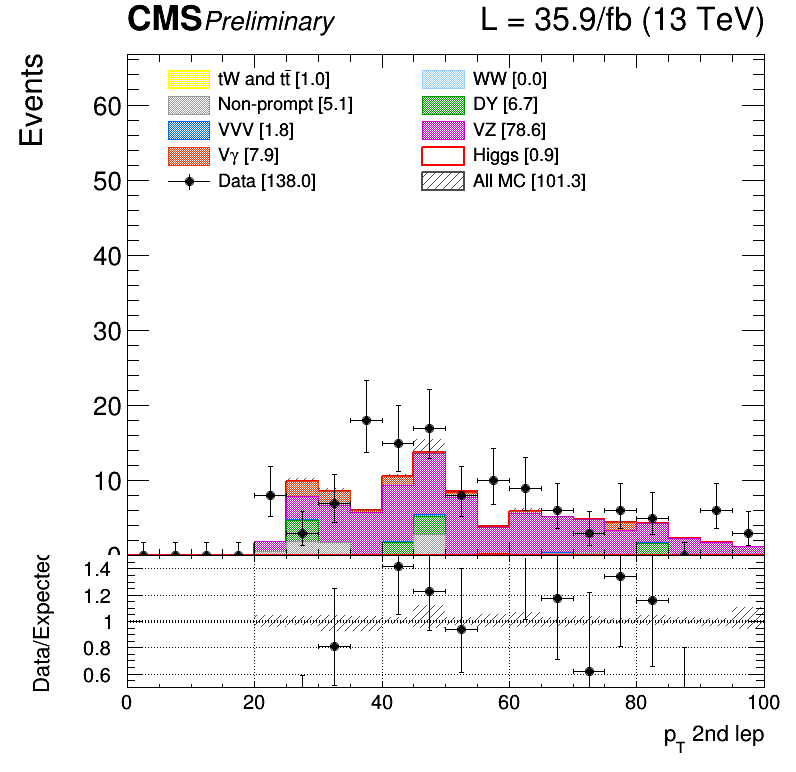 CMS Preliminary L = 35.9/fb (13 TeV)
Events
tW and tt̄ [1.0] WW [0.0]
Non-prompt [5.1] DY [6.7]
VVV [1.8] VZ [78.6]
Vγ [7.9] Higgs [0.9]
Data [138.0] All MC [101.3]
60
50
40
30
20
10
0
Data/Expected
1.4
1.2
1
0.8
0.6
0 20 40 60 80 100
p_T 2nd lep